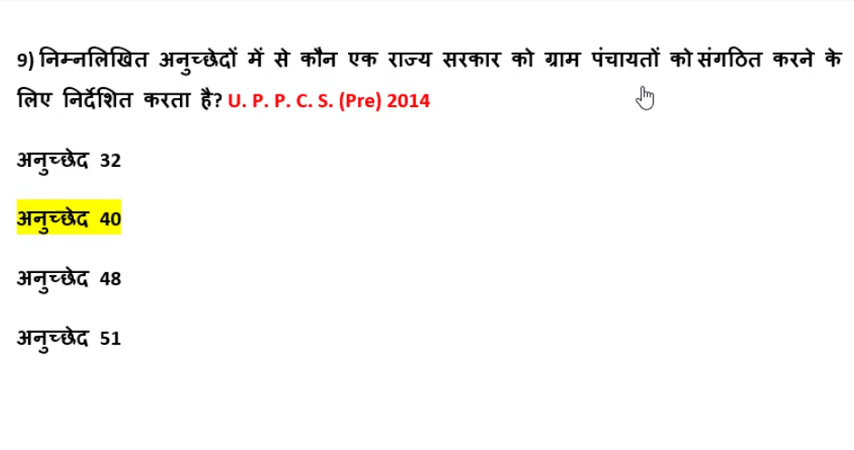 9) निम्नलिखित अनुच्छेदों में से कौन एक राज्य सरकार को ग्राम पंचायतों को संगठित करने के
लिए निर्देशित करता है? U. P. P. C. S. (Pre) 2014
अनुच्छेद 32
अनुच्छेद 40
अनुच्छेद 48
अनुच्छेद 51